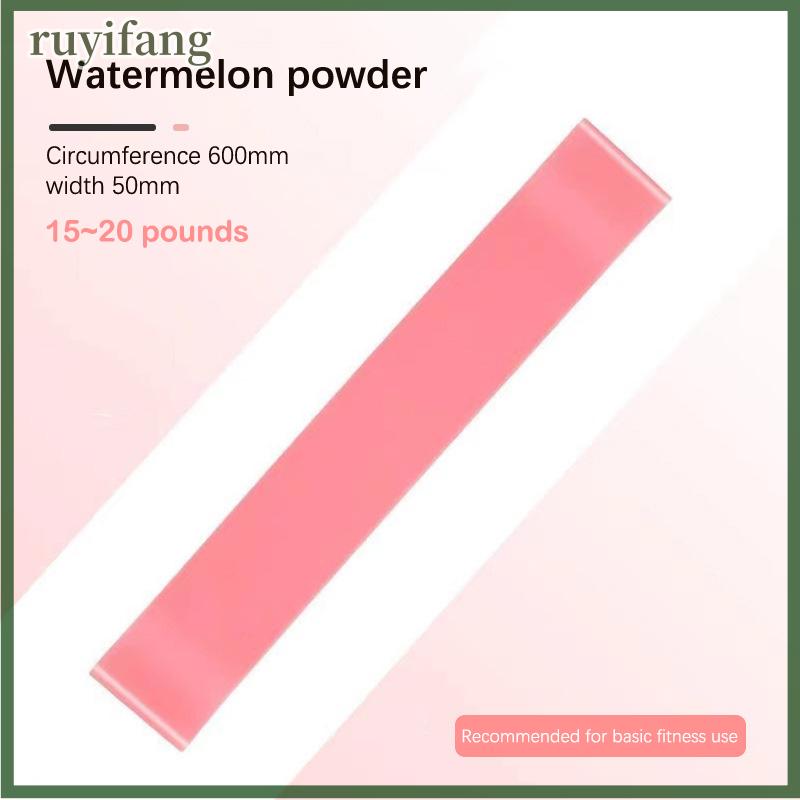 ruyifang
Watermelon powder
Circumference 600mm
width 50mm
15~20 pounds
Recommended for basic fitness use